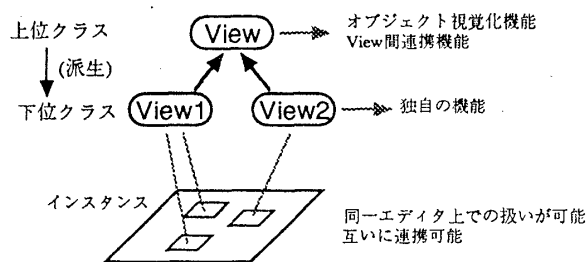 上位クラス
View
オブジェクト視覚化機能
View間連携機能
(派生)
下位クラス
View1
View2
独自の機能
インスタンス
同一エディタ上での扱いが可能
互いに連携可能